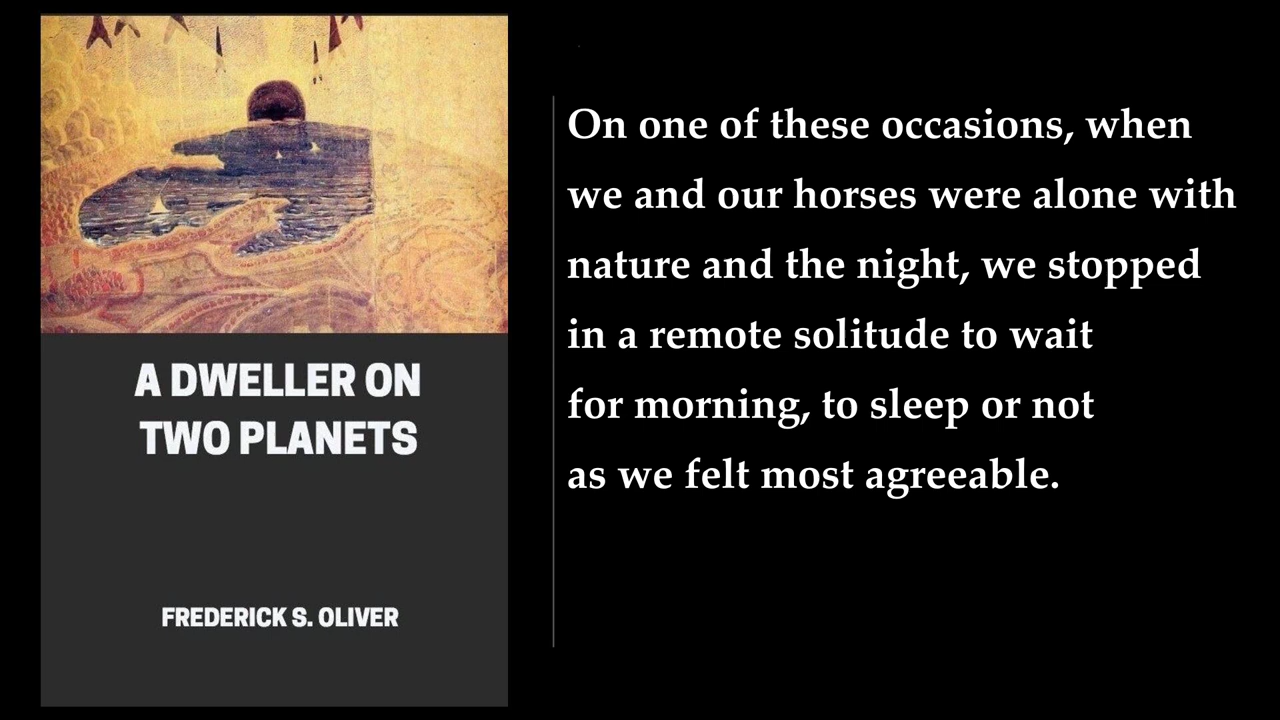 A DWELLER ON
TWO PLANETS
FREDERICK S. OLIVER
On one of these occasions, when
we and our horses were alone with
nature and the night, we stopped
in a remote solitude to wait
for morning, to sleep or not
as we felt most agreeable.